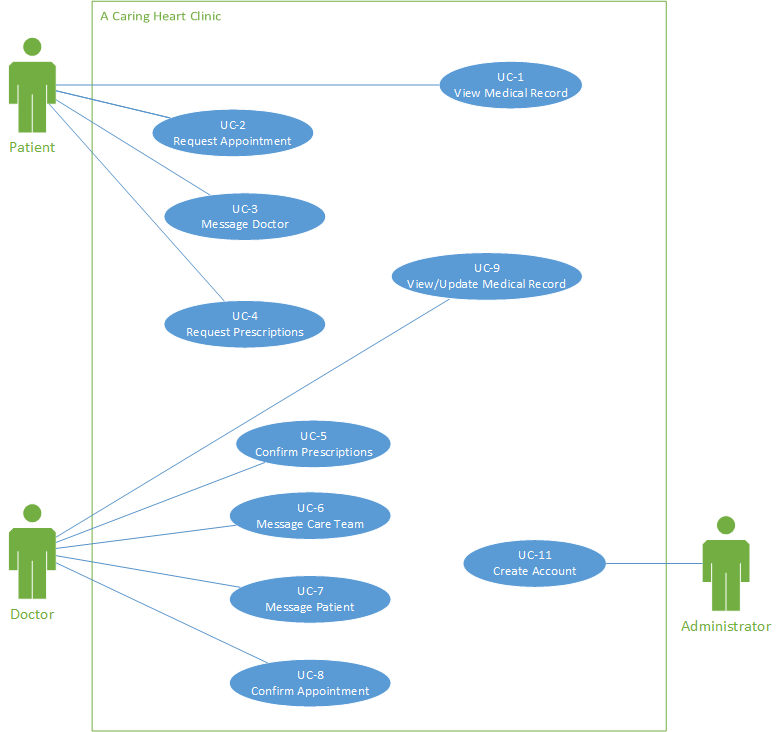 A Caring Heart Clinic
UC-1
View Medical Record
UC-2
Request Appointment
Patient
UC-3
Message Doctor
UC-9
View/Update Medical Record
UC-4
Request Prescriptions
UC-5
Confirm Prescriptions
UC-6
Message Care Team
UC-11
Create Account
UC-7
Message Patient
Doctor
Administrator
UC-8
Confirm Appointment